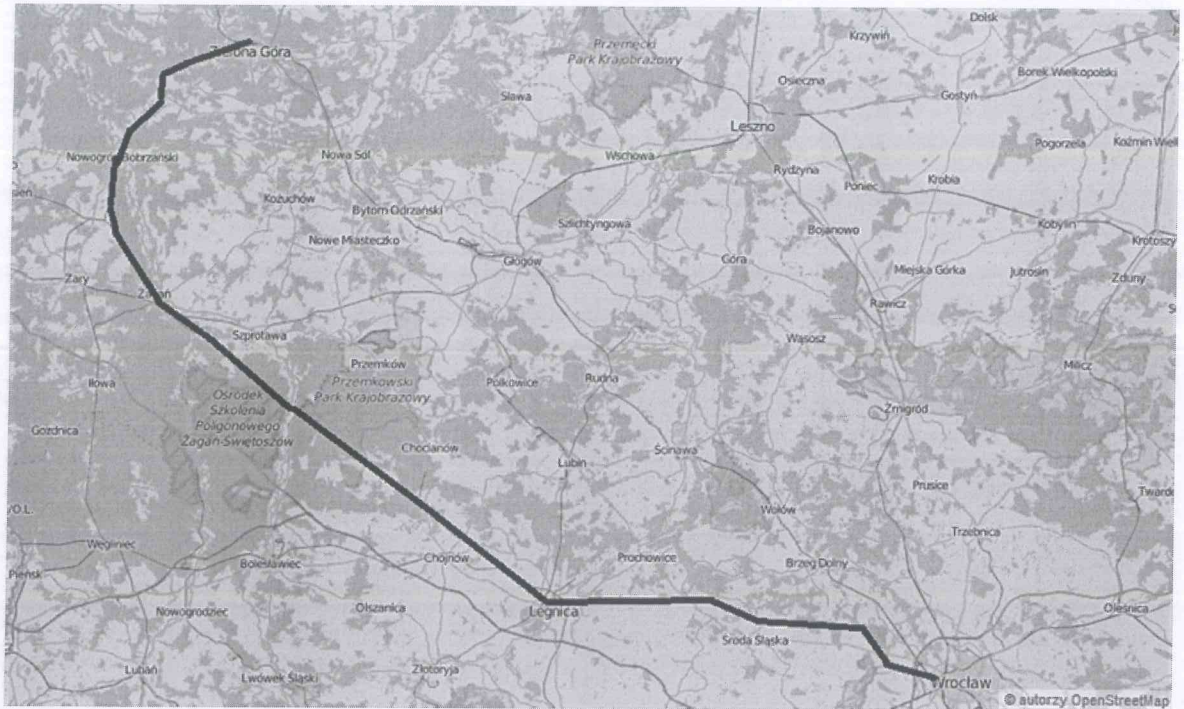 Dolsk
Krzywiń
Zielona Góra
Przemęcki
Park Krajobrazowy
Osieczna
Borek Wielkopolski
Sława
Gostyń
Leszno
Pogorzela
Nowogród Bobrzański
Nowa Sól
Wschowa
Rydzyna
Poniec
Krobia
Kożuchów
Bytom Odrzański
Szlichtyngowa
Bojanowo
Kobylin
Nowe Miasteczko
Głogów
Góra
Miejska Górka
Jutrosin
Zduny
Żary
Żagań
Rawicz
Szprotawa
Wąsosz
Przemków
Milicz
Iłowa
Przemkowski
Park Krajobrazowy
Polkowice
Rudna
Ośrodek
Szkolenia
Poligonowego
Żagań-Świętoszów
Żmigród
Gozdnica
Chocianów
Lubin
Ścinawa
Prusice
Wołów
Trzebnica
Węgliniec
Bolesławiec
Chojnów
Prochowice
Brzeg Dolny
Pieńsk
Nowogrodziec
Olszanica
Legnica
Oleśnica
Środa Śląska
Lubań
Lwówek Śląski
Złotoryja
Wrocław
© autorzy OpenStreetMap